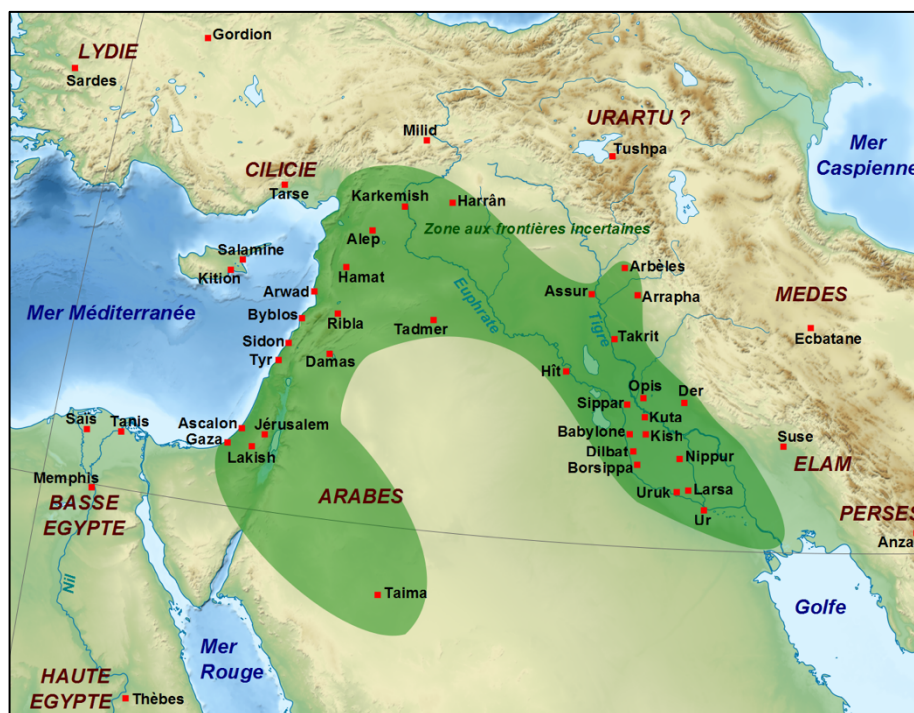 Gordion
LYDIE
Sardes
Milid
URARTU ?
Tushpa
Mer
Caspienne
CILICIE
Tarse
Karkemish
Harrân
Zone aux frontières incertaines
Alep
Salamine
Kition
Hamat
Arbèles
Arwad
Assur
Arrapha
MEDES
Mer Méditerranée
Byblos
Ribla
Tadmer
Euphrate
Tigre
Ecbatane
Sidon
Takrit
Tyr
Damas
Hît
Opis
Der
Sippar
Kuta
Saïs
Tanis
Ascalon
Jérusalem
Gaza
Babylone
Kish
Suse
Lakish
Dilbat
Nippur
Borsippa
ELAM
Memphis
BASSE
EGYPTE
ARABES
Uruk
Larsa
Ur
PERSES
Anza
Nil
Taima
Golfe
Mer
Rouge
HAUTE
EGYPTE
Thèbes